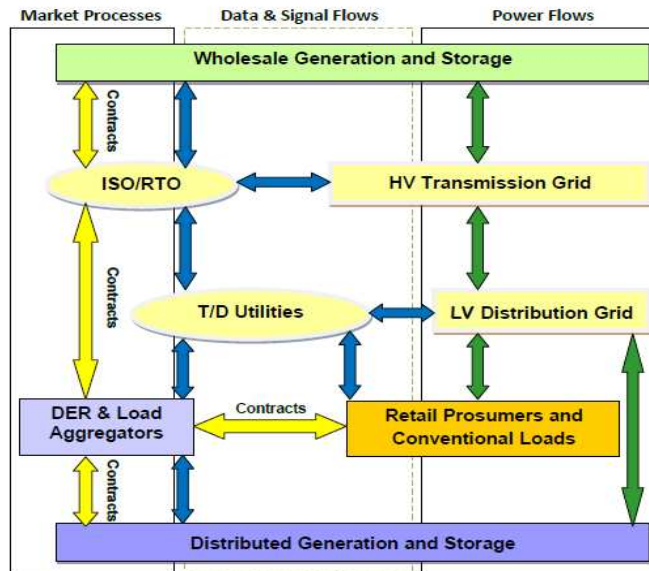 Market Processes
Data & Signal Flows
Power Flows
Wholesale Generation and Storage
Contracts
ISO/RTO
HV Transmission Grid
Contracts
T/D Utilities
LV Distribution Grid
DER & Load
Aggregators
Contracts
Retail Prosumers and
Conventional Loads
Contracts
Distributed Generation and Storage